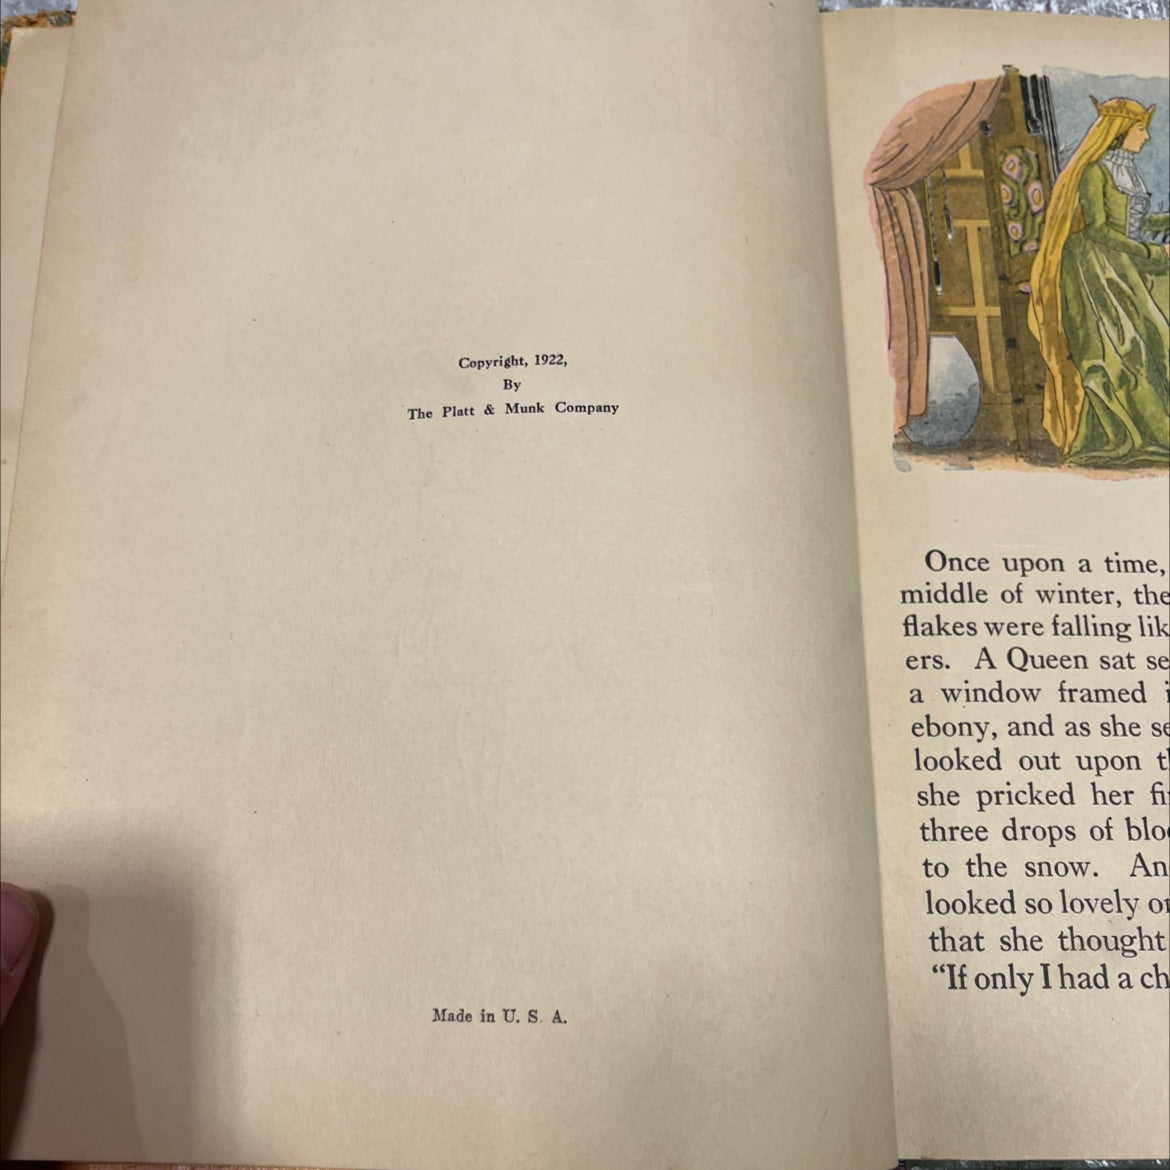 Copyright, 1922,
By
The Platt & Munk Company
Made in U. S. A.
Once upon a time,
middle of winter, the
flakes were falling lik
ers. A Queen sat se
a window framed i
ebony, and as she se
looked out upon t
she pricked her fi
three drops of blo
to the snow. An
looked so lovely o
that she thought
“If only I had a ch